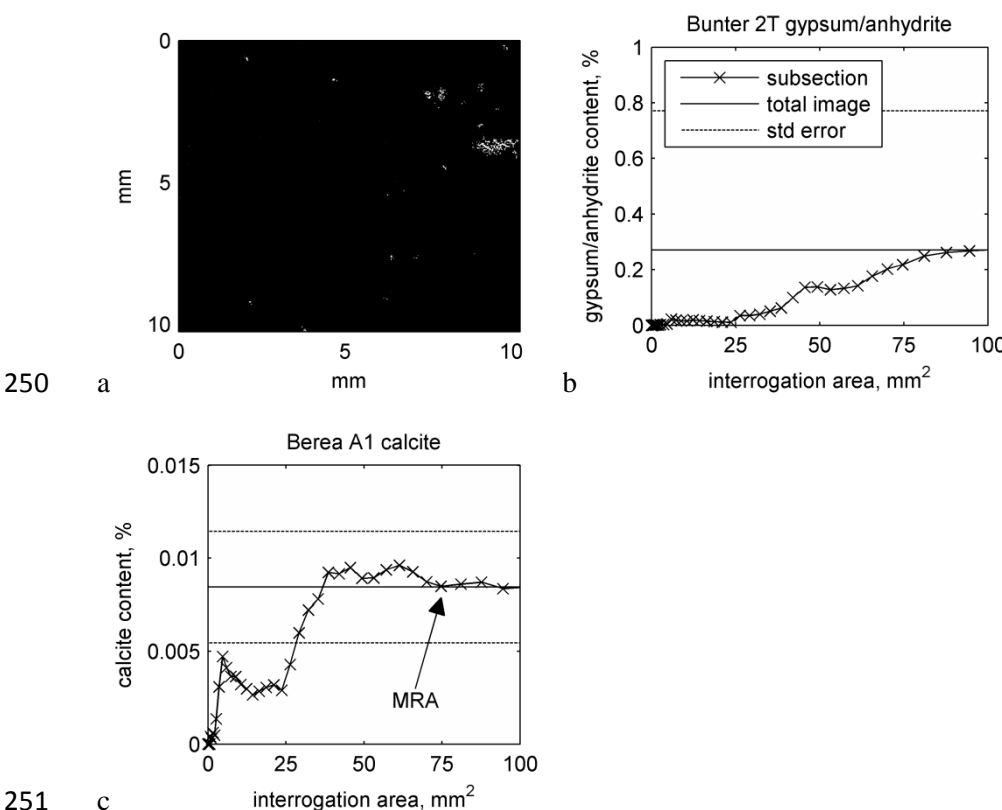 0
5
10
mm
0
5
10
mm
250 a
Bunter 2T gypsum/anhydrite
1
0.8
0.6
0.4
0.2
0
gypsum/anhydrite content, %
subsection
total image
std error
0
25
50
75
100
interrogation area, mm²
b
Berea A1 calcite
0.015
0.01
0.005
0
calcite content, %
MRA
0
25
50
75
100
interrogation area, mm²
251 c